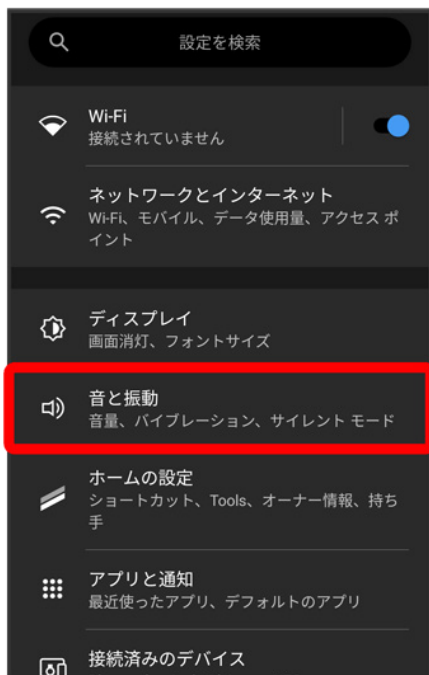 設定を検索
Wi-Fi
接続されていません
ネットワークとインターネット
Wi-Fi、モバイル、データ使用量、アクセス ポ
イント
ディスプレイ
画面消灯、フォントサイズ
音と振動
音量、バイブレーション、サイレント モード
ホームの設定
ショートカット、Tools、オーナー情報、持ち
手
アプリと通知
最近使ったアプリ、デフォルトのアプリ
接続済みのデバイス